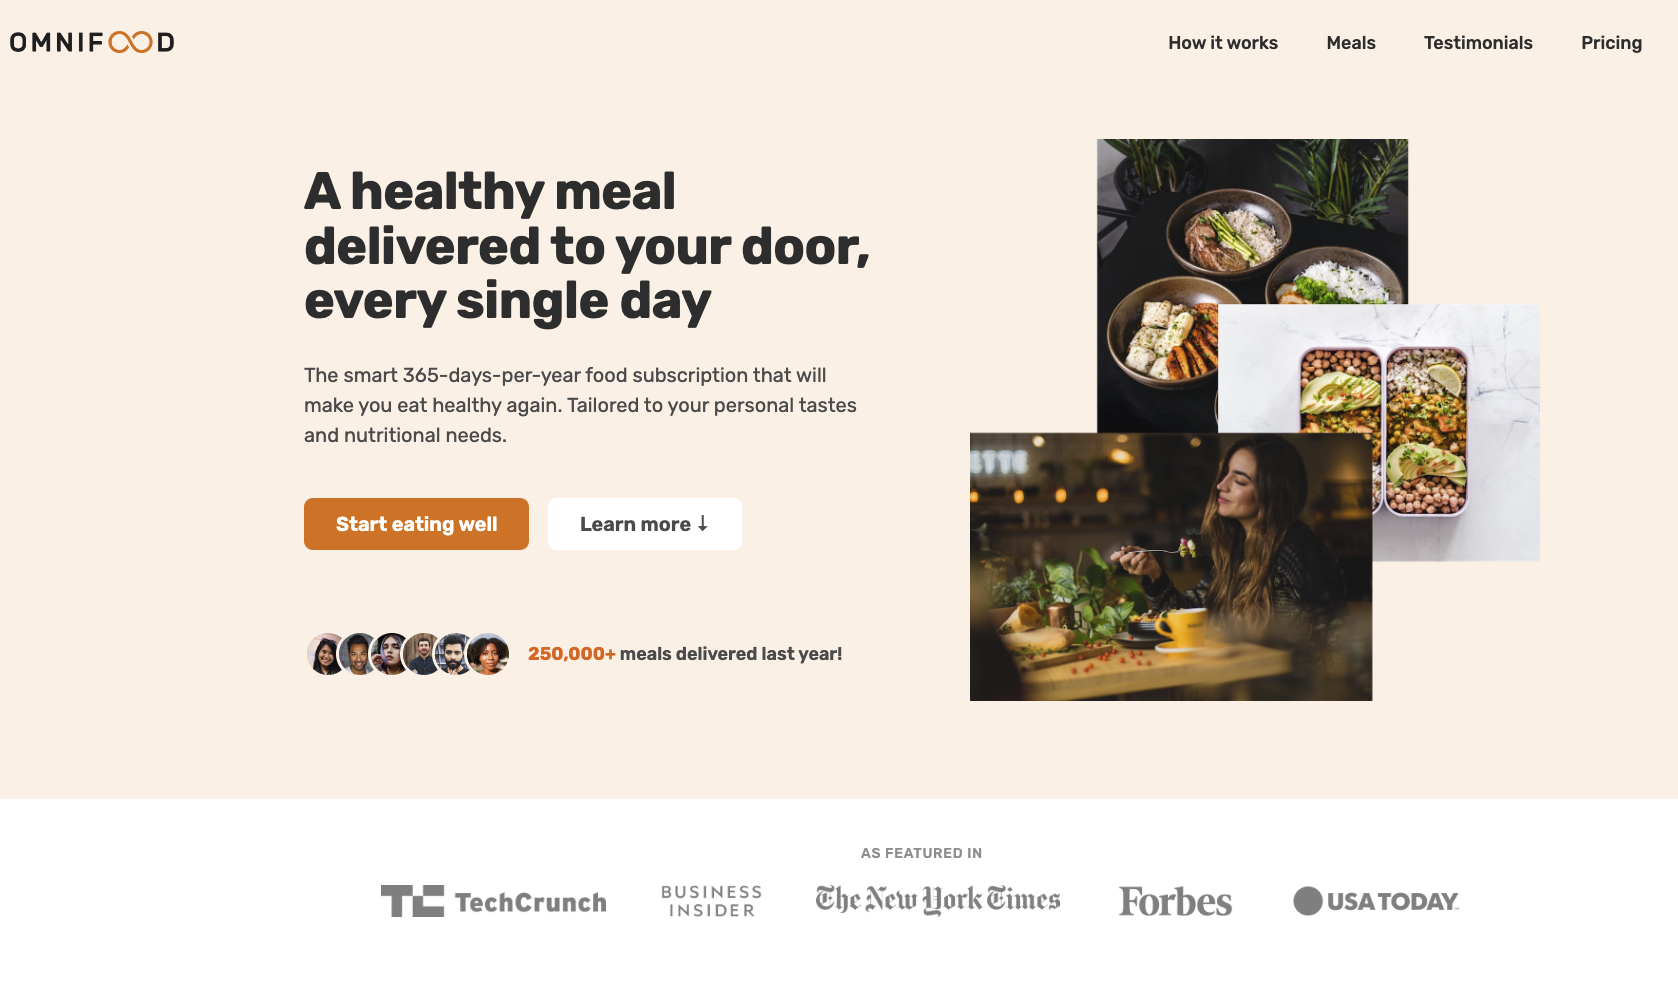 OMNIFOOD
How it works
Meals
Testimonials
Pricing
A healthy meal
delivered to your door,
every single day
The smart 365-days-per-year food subscription that will
make you eat healthy again. Tailored to your personal tastes
and nutritional needs.
Start eating well
Learn more ↓
250,000+ meals delivered last year!
AS FEATURED IN
TC TechCrunch
BUSINESS
INSIDER
The New York Times
Forbes
USA TODAY